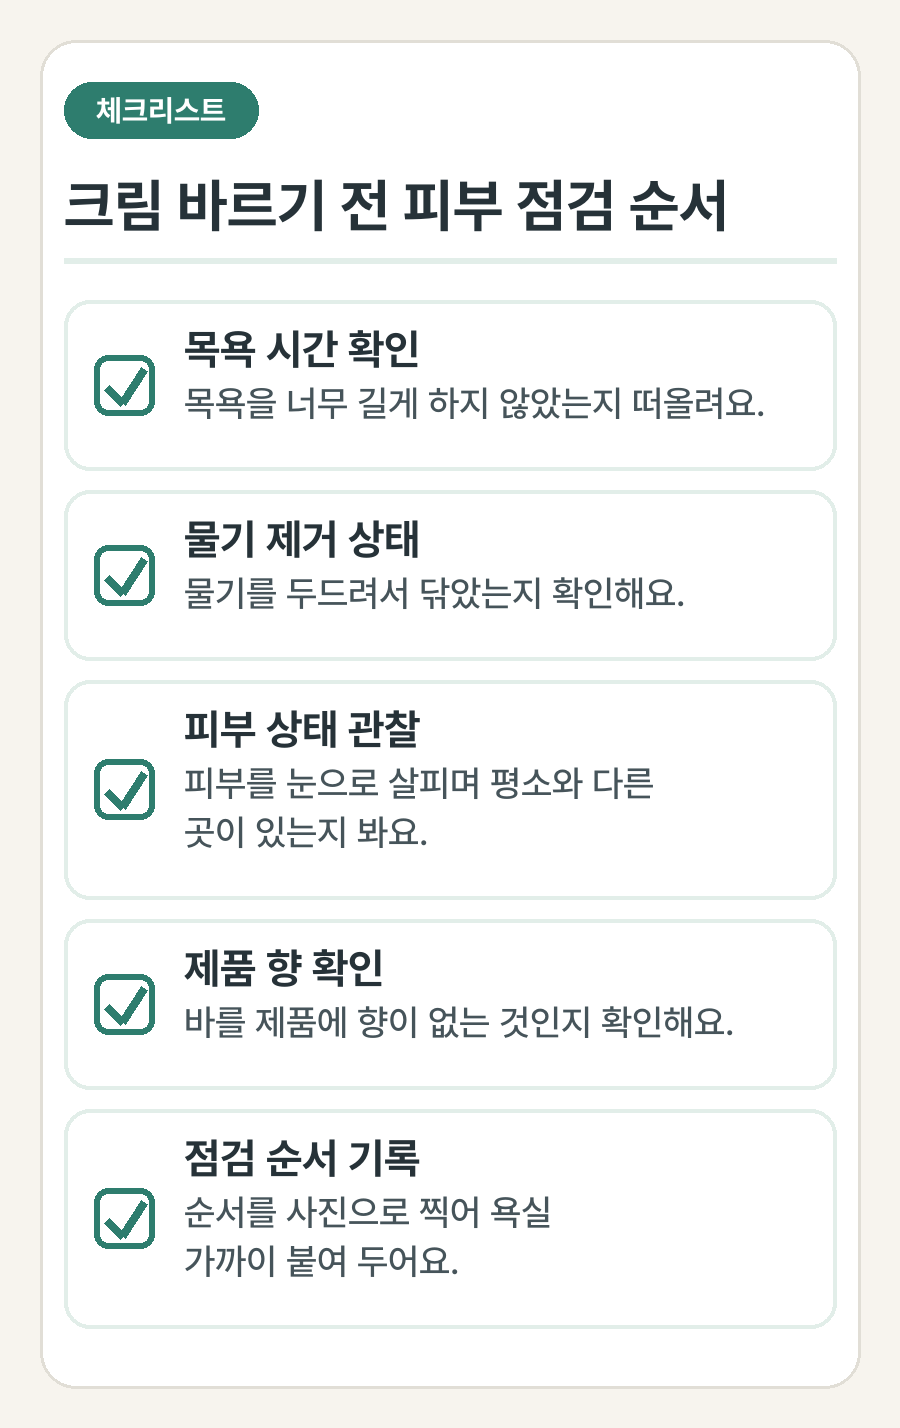 체크리스트
크림 바르기 전 피부 점검 순서
목욕 시간 확인
목욕을 너무 길게 하지 않았는지 떠올려요.
물기 제거 상태
물기를 두드려서 닦았는지 확인해요.
피부 상태 관찰
피부를 눈으로 살피며 평소와 다른
곳이 있는지 봐요.
제품 향 확인
바를 제품에 향이 없는 것인지 확인해요.
점검 순서 기록
순서를 사진으로 찍어 욕실
가까이 붙여 두어요.